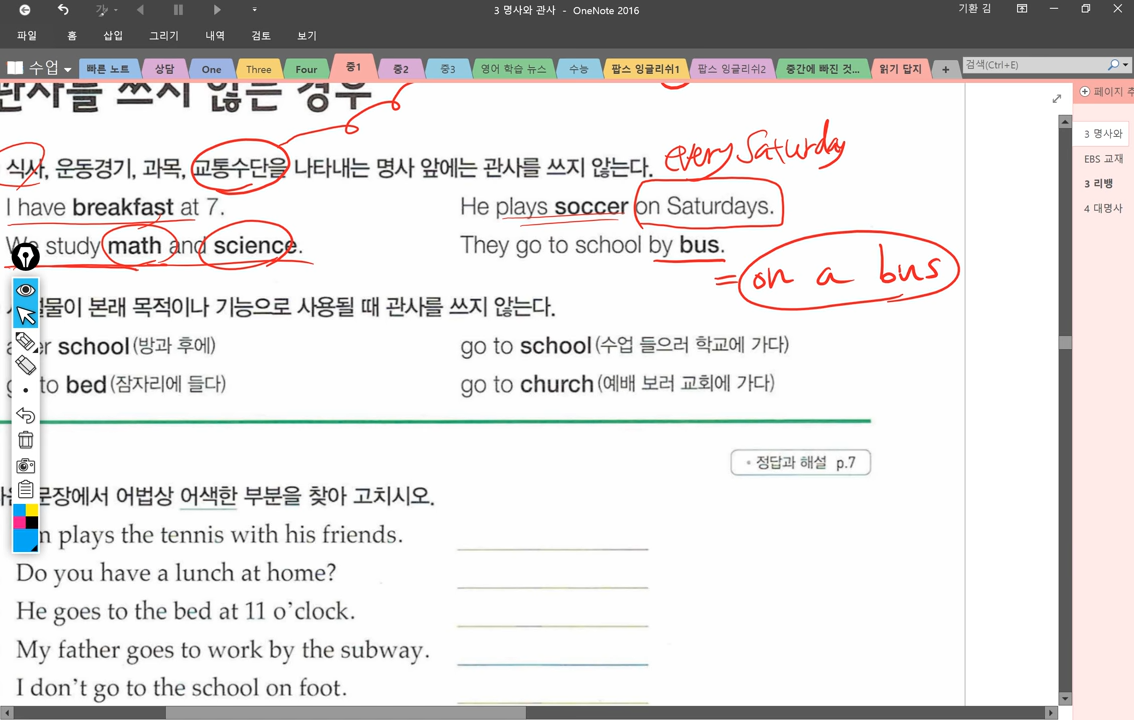 3 명사와 관사 - OneNote 2016
기환 김
파일 홈 삽입 그리기 내역 검토 보기
수업 빠른 노트 상담 One Three Four 중1 중2 중3 영어 학습 뉴스 수능 팝스 잉글리쉬1 팝스 잉글리쉬2 중간에 빠진 것... 읽기 답지 + 검색(Ctrl+E)
페이지 추
3 명사와
EBS 교재
3 리뱅
4 대명사
관사를 쓰지 않는 경우
every Saturday
식사, 운동경기, 과목, 교통수단을 나타내는 명사 앞에는 관사를 쓰지 않는다.
I have breakfast at 7. He plays soccer on Saturdays.
We study math and science. They go to school by bus.
= on a bus
본래 목적이나 기능으로 사용될 때 관사를 쓰지 않는다.
school (방과 후에) go to school (수업 들으러 학교에 가다)
to bed (잠자리에 들다) go to church (예배 보러 교회에 가다)
• 정답과 해설 p.7
문장에서 어법상 어색한 부분을 찾아 고치시오.
plays the tennis with his friends.
Do you have a lunch at home?
He goes to the bed at 11 o'clock.
My father goes to work by the subway.
I don't go to the school on foot.